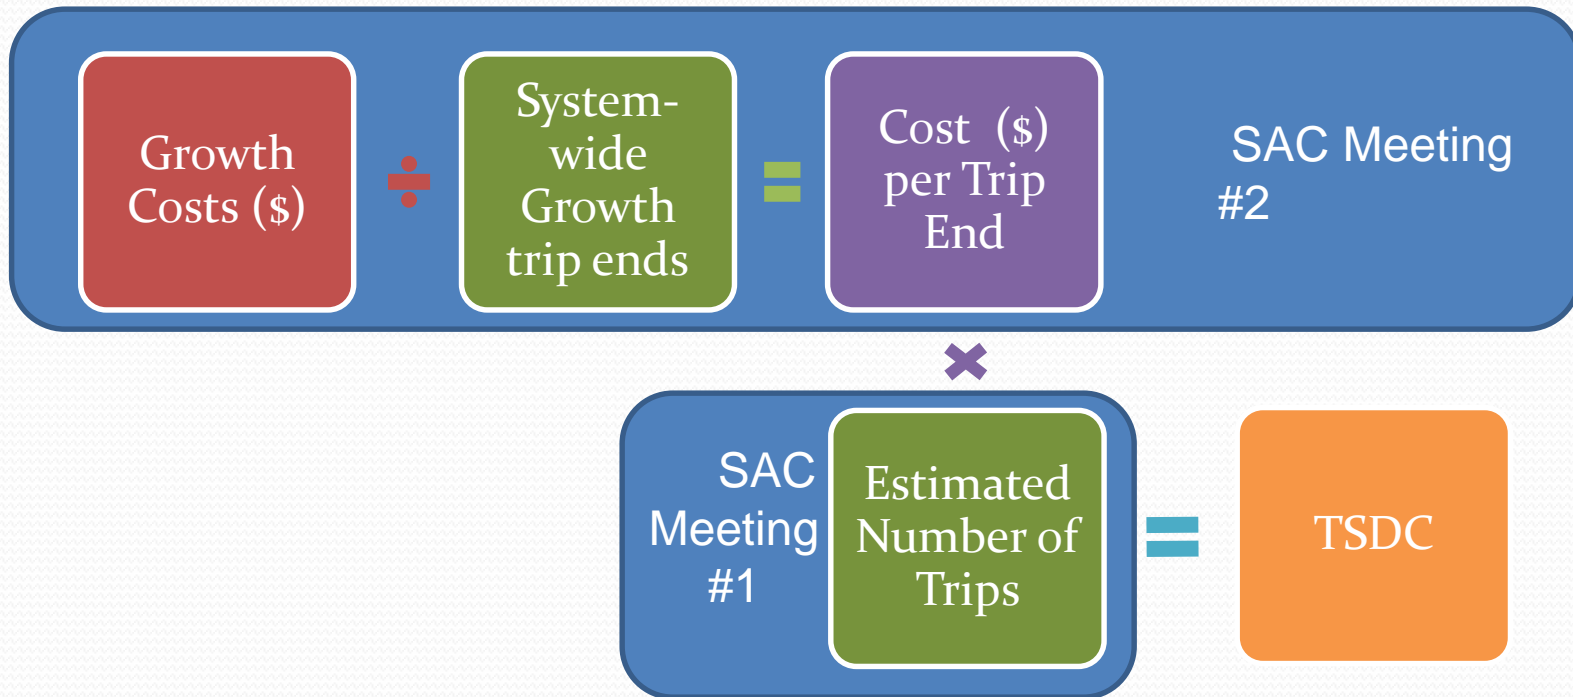 Growth
Costs ($)
÷
System-
wide
Growth
trip ends
=
Cost ($)
per Trip
End
SAC Meeting
#2
×
SAC
Meeting
#1
Estimated
Number of
Trips
=
TSDC